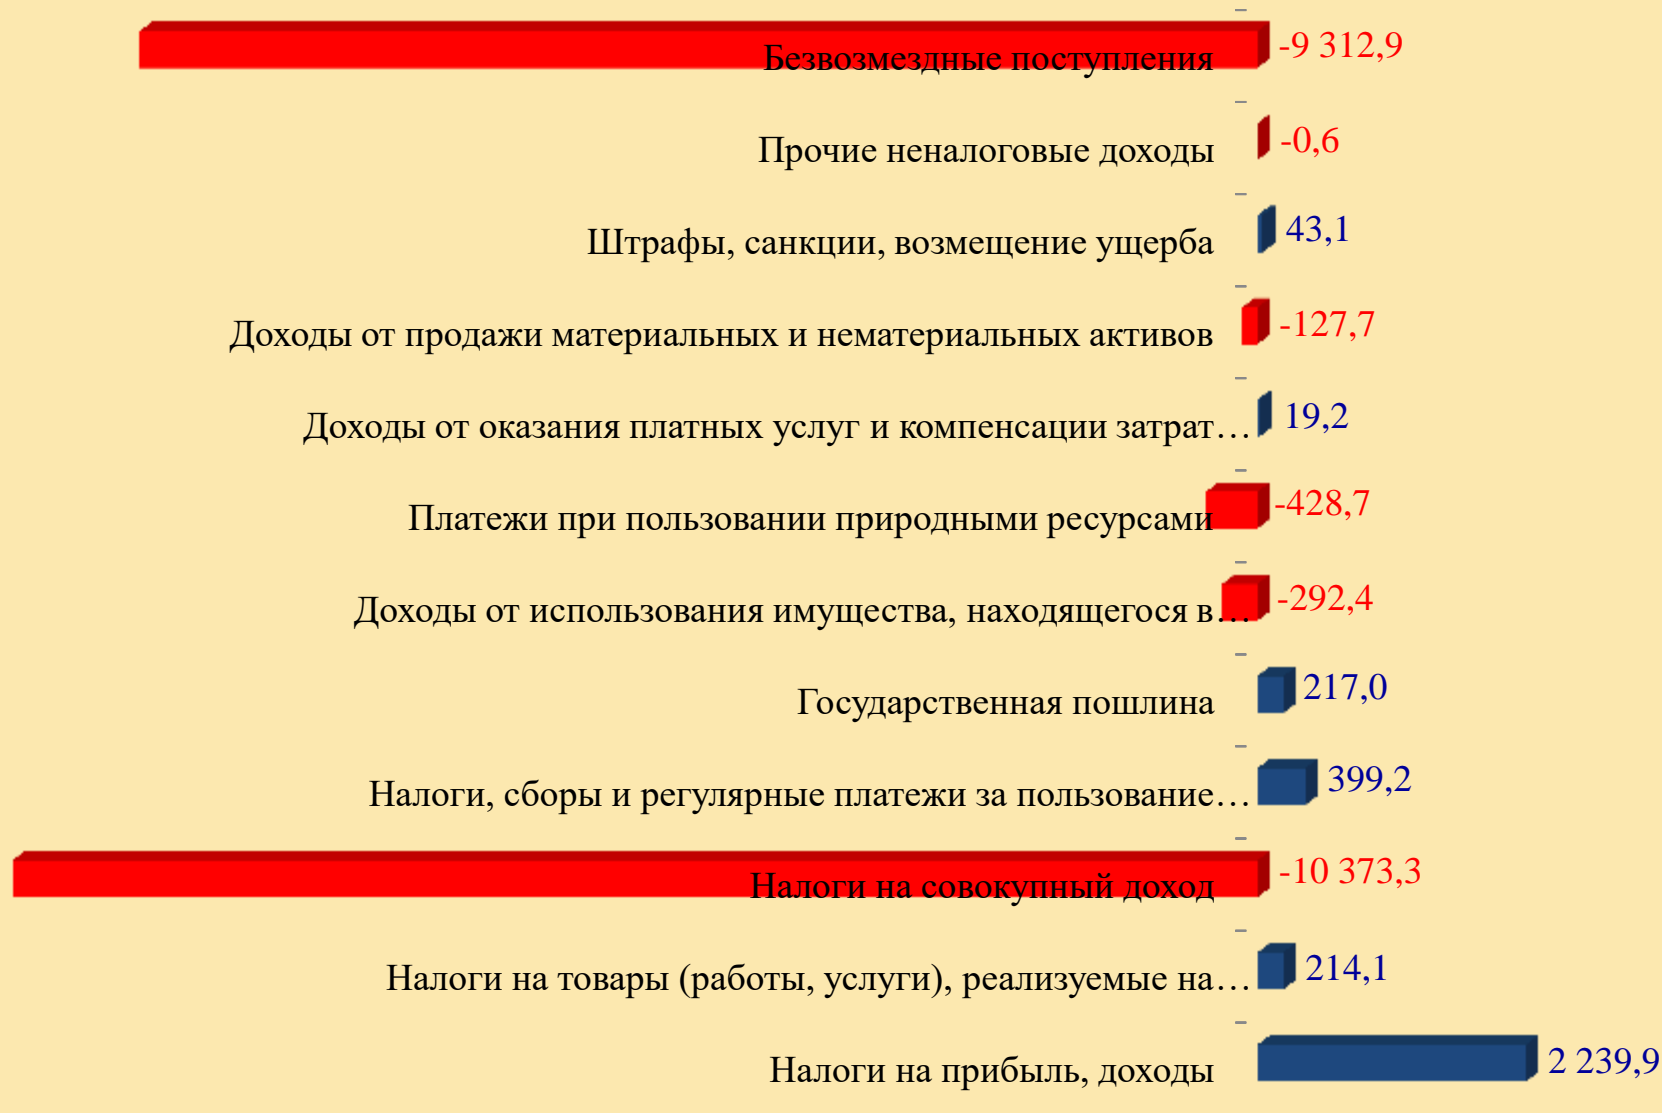 Безвозмездные поступления -9 312,9
Прочие неналоговые доходы -0,6
Штрафы, санкции, возмещение ущерба 43,1
Доходы от продажи материальных и нематериальных активов -127,7
Доходы от оказания платных услуг и компенсации затрат… 19,2
Платежи при пользовании природными ресурсами -428,7
Доходы от использования имущества, находящегося в… -292,4
Государственная пошлина 217,0
Налоги, сборы и регулярные платежи за пользование… 399,2
Налоги на совокупный доход -10 373,3
Налоги на товары (работы, услуги), реализуемые на… 214,1
Налоги на прибыль, доходы 2 239,9